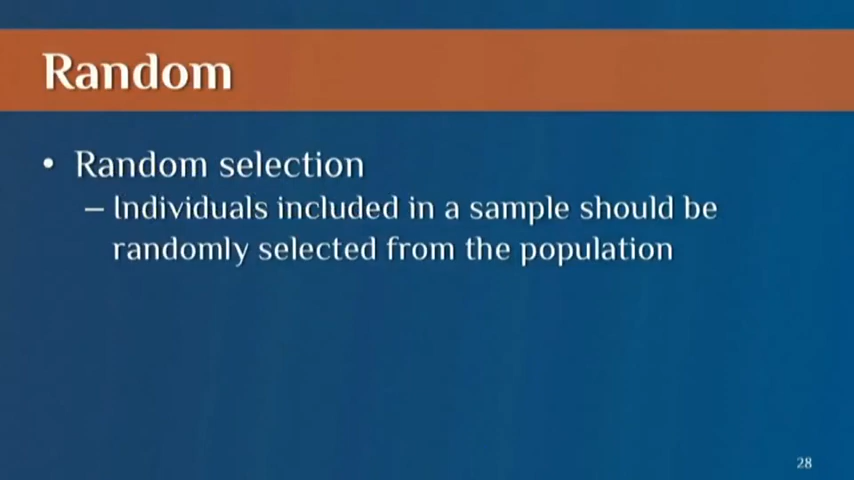 Random
• Random selection
– Individuals included in a sample should be
randomly selected from the population
28